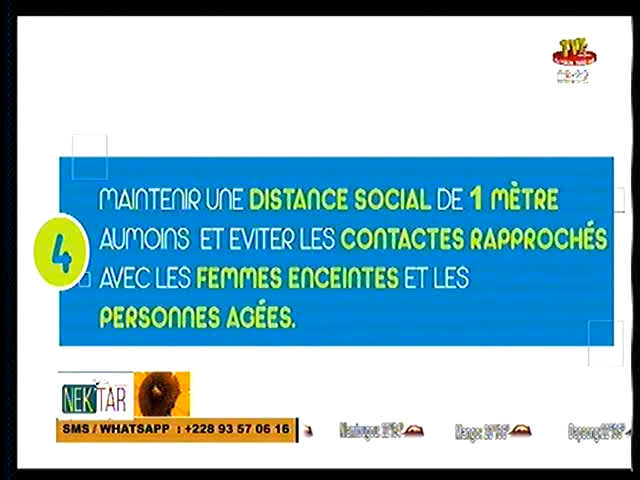 MAINTENIR UNE DISTANCE SOCIAL DE 1 MÈTRE
4
AUMOINS ET EVITER LES CONTACTES RAPPROCHÉS
AVEC LES FEMMES ENCEINTES ET LES
PERSONNES AGÉES.
NEKTAR
SMS / WHATSAPP : +228 93 57 06 16